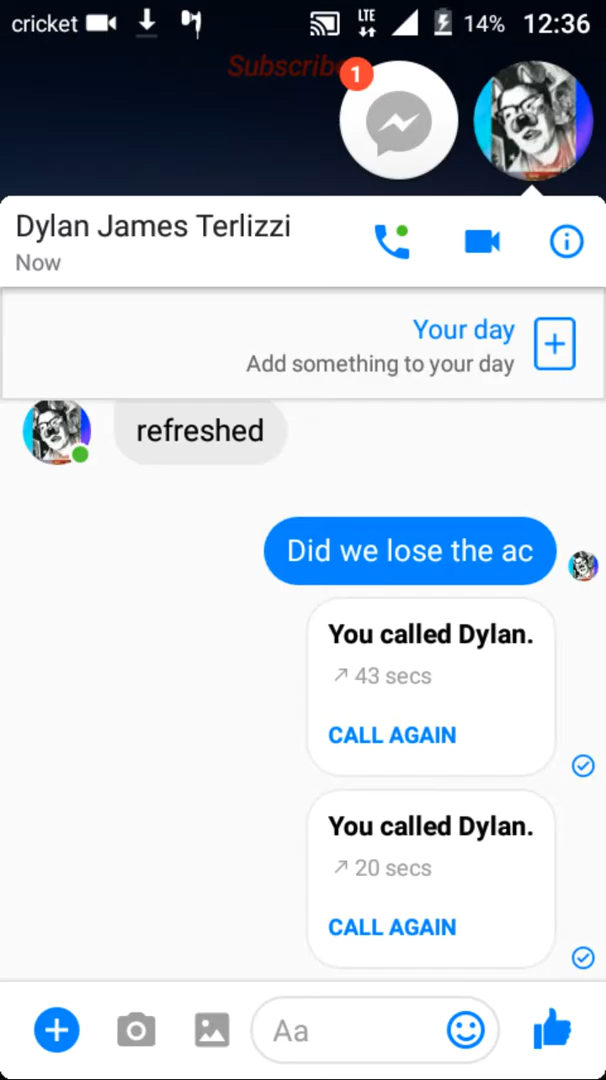 cricket LTE 14% 12:36
Subscribe
1
Dylan James Terlizzi
Now
Your day
Add something to your day
refreshed
Did we lose the ac
You called Dylan.
43 secs
CALL AGAIN
You called Dylan.
20 secs
CALL AGAIN
Aa